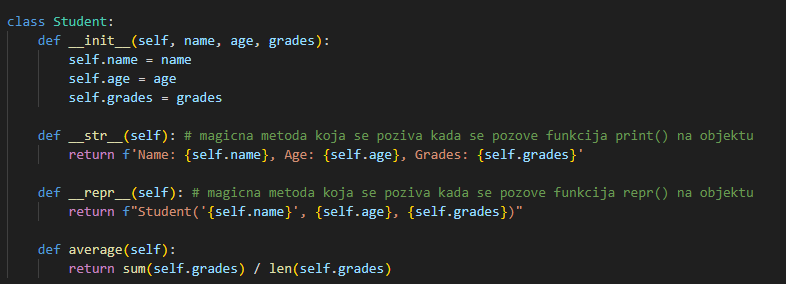 class Student:
    def __init__(self, name, age, grades):
        self.name = name
        self.age = age
        self.grades = grades

    def __str__(self): # magicna metoda koja se poziva kada se pozove funkcija print() na objektu
        return f'Name: {self.name}, Age: {self.age}, Grades: {self.grades}'

    def __repr__(self): # magicna metoda koja se poziva kada se pozove funkcija repr() na objektu
        return f"Student('{self.name}', {self.age}, {self.grades})"

    def average(self):
        return sum(self.grades) / len(self.grades)